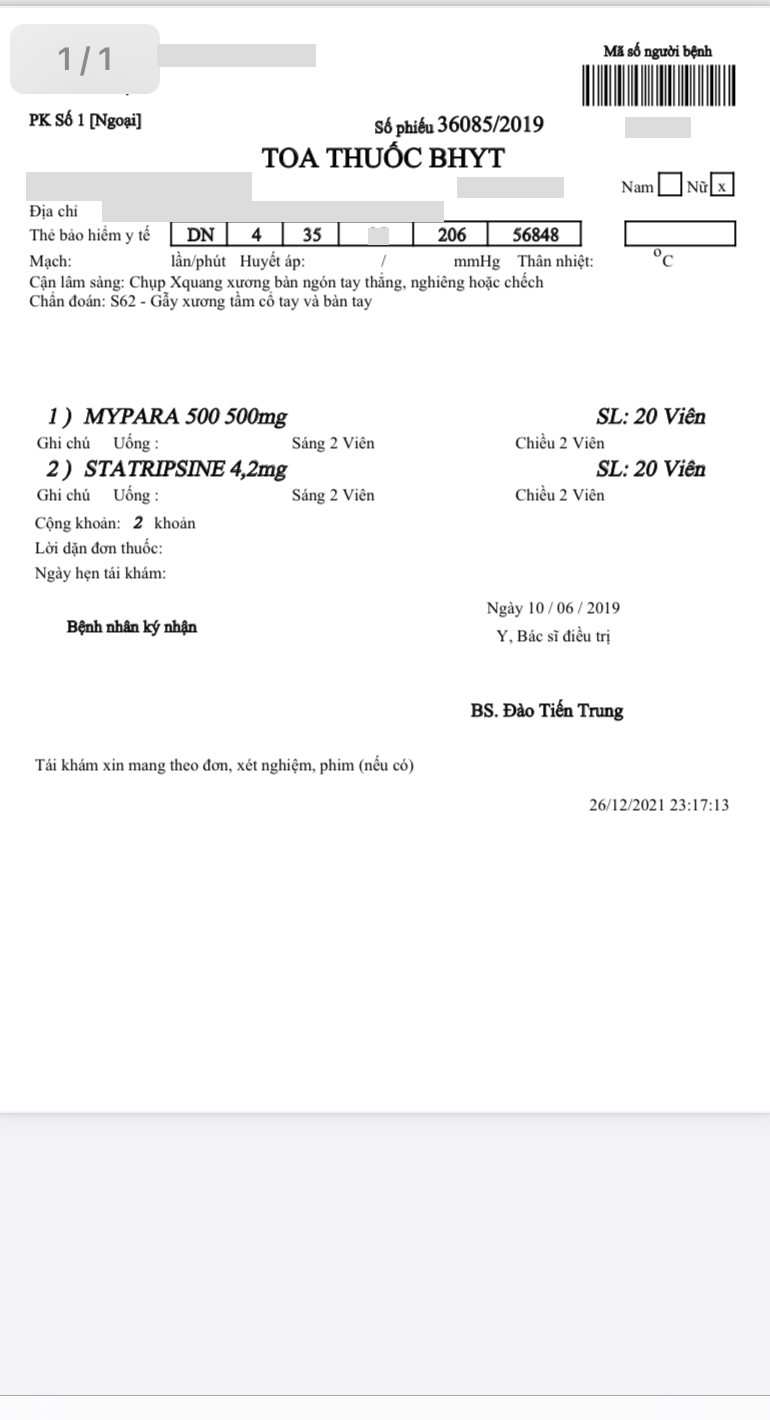 1/1
Mã số người bệnh
PK Số 1 [Ngoại]
Số phiếu 36085/2019
TOA THUỐC BHYT
Nam Nữ x
Địa chỉ
Thẻ bảo hiểm y tế DN 4 35 206 56848
Mạch: lần/phút Huyết áp: / mmHg Thân nhiệt: °C
Cận lâm sàng: Chụp Xquang xương bàn ngón tay thẳng, nghiêng hoặc chếch
Chẩn đoán: S62 - Gẫy xương tầm cổ tay và bàn tay
1 ) MYPARA 500 500mg SL: 20 Viên
Ghi chú Uống : Sáng 2 Viên Chiều 2 Viên
2 ) STATRIPSINE 4,2mg SL: 20 Viên
Ghi chú Uống : Sáng 2 Viên Chiều 2 Viên
Cộng khoản: 2 khoản
Lời dặn đơn thuốc:
Ngày hẹn tái khám:
Ngày 10 / 06 / 2019
Bệnh nhân ký nhận
Y, Bác sĩ điều trị
BS. Đào Tiến Trung
Tái khám xin mang theo đơn, xét nghiệm, phim (nếu có)
26/12/2021 23:17:13